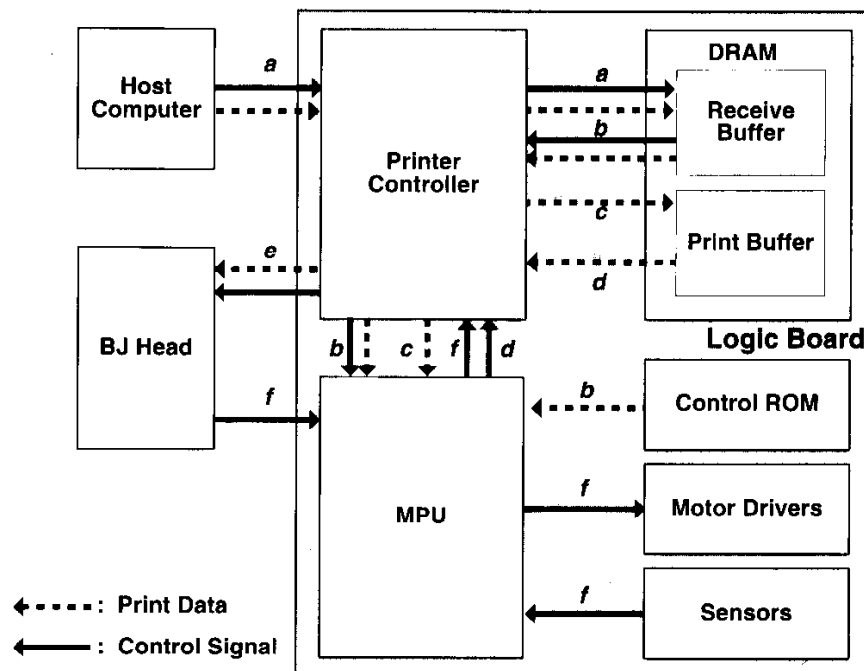 Host
Computer
a
Printer
Controller
a
DRAM
Receive
Buffer
b
c
Print Buffer
d
e
BJ Head
f
b
c
f
d
Logic Board
MPU
b
Control ROM
f
Motor Drivers
f
Sensors
: Print Data
: Control Signal